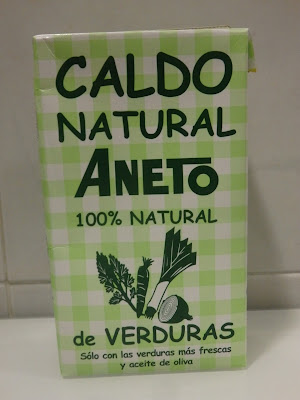 CALDO
NATURAL
ANETO
100% NATURAL
de VERDURAS
Sólo con las verduras más frescas
y aceite de oliva